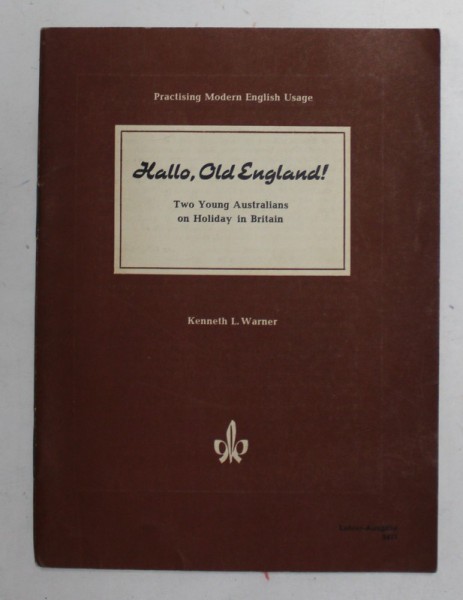 Practising Modern English Usage
Hallo, Old England!
Two Young Australians
on Holiday in Britain
Kenneth L. Warner